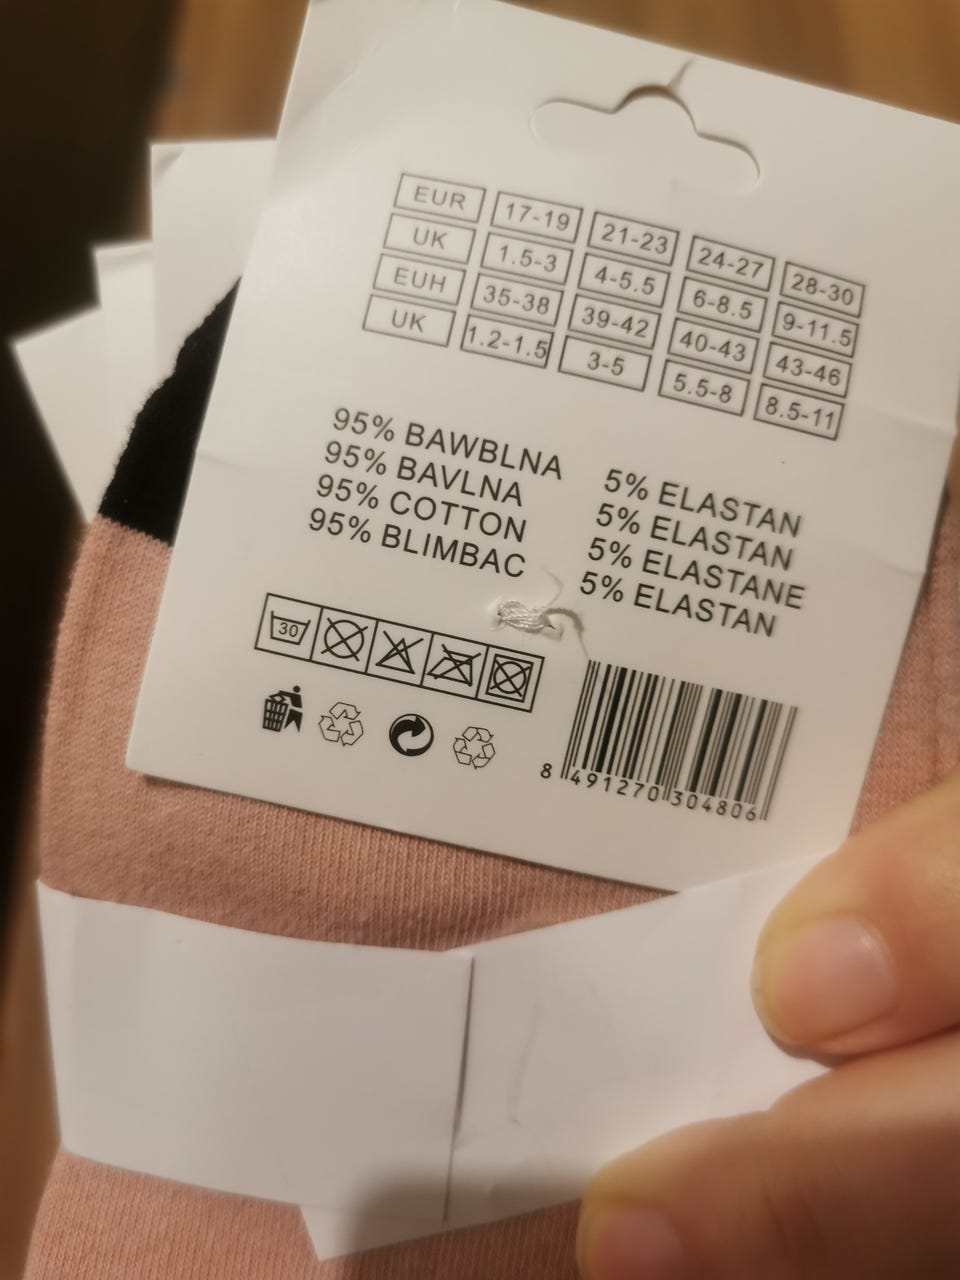 EUR 17-19 21-23 24-27 28-30
UK 1.5-3 4-5.5 6-8.5 9-11.5
EUH 35-38 39-42 40-43 43-46
UK 1.2-1.5 3-5 5.5-8 8.5-11
95% BAWBLNA 5% ELASTAN
95% BAVLNA 5% ELASTAN
95% COTTON 5% ELASTANE
95% BLIMBAC 5% ELASTAN
30
8 491270 304806